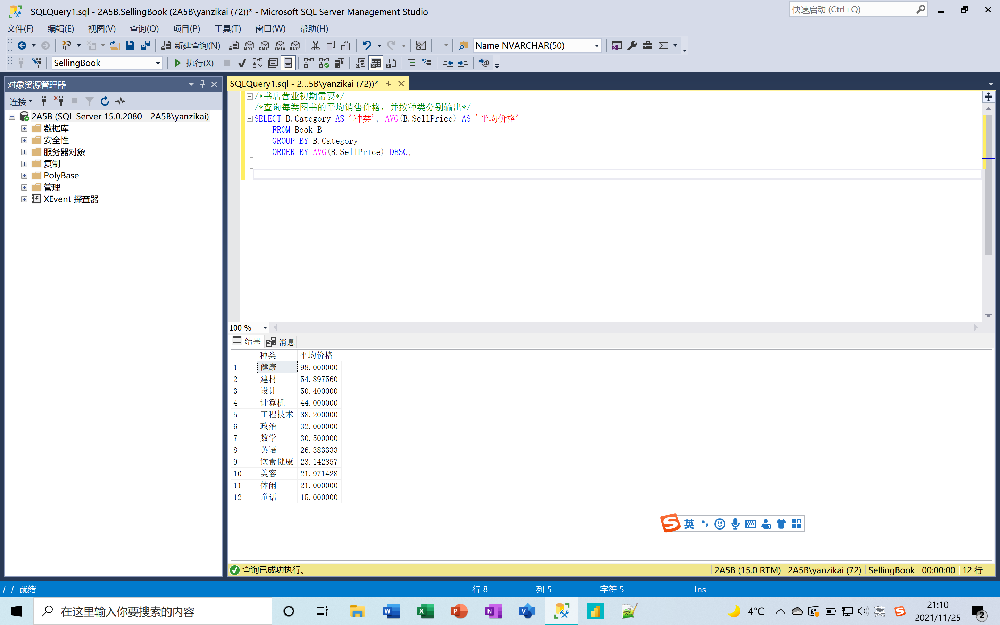 SQLQuery1.sql - 2A5B.SellingBook (2A5B\yanzikai (72))* - Microsoft SQL Server Management Studio
快速启动 (Ctrl+Q)
文件(F) 编辑(E) 视图(V) 查询(Q) 项目(P) 工具(T) 窗口(W) 帮助(H)
新建查询(N) MDX DMX XMLA DAX Name NVARCHAR(50)
SellingBook 执行(X)
对象资源管理器
连接
2A5B (SQL Server 15.0.2080 - 2A5B\yanzikai)
数据库
安全性
服务器对象
复制
PolyBase
管理
XEvent 探查器
SQLQuery1.sql - 2...5B\yanzikai (72))*
/*书店营业初期需要*/
/*查询每类图书的平均销售价格，并按种类分别输出*/
SELECT B.Category AS '种类', AVG(B.SellPrice) AS '平均价格'
FROM Book B
GROUP BY B.Category
ORDER BY AVG(B.SellPrice) DESC;
100 %
结果 消息
种类 平均价格
1 健康 98.000000
2 建材 54.897560
3 设计 50.400000
4 计算机 44.000000
5 工程技术 38.200000
6 政治 32.000000
7 数学 30.500000
8 英语 26.383333
9 饮食健康 23.142857
10 美容 21.971428
11 休闲 21.000000
12 童话 15.000000
英
查询已成功执行。 2A5B (15.0 RTM) 2A5B\yanzikai (72) SellingBook 00:00:00 12 行
就绪 行 8 列 5 字符 5 Ins
在这里输入你要搜索的内容
4°C 英 21:10
2021/11/25
2